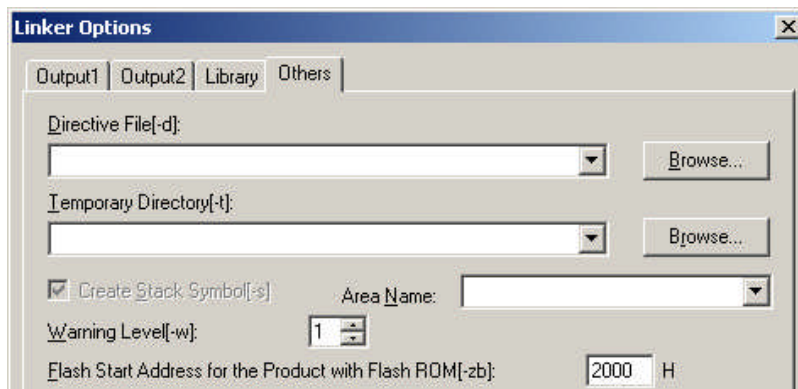 Linker Options
Output1 Output2 Library Others
Directive File[-d]:
Browse...
Temporary Directory[-t]:
Browse...
Create Stack Symbol[-s] Area Name:
Warning Level[-w]: 1
Flash Start Address for the Product with Flash ROM[-zb]: 2000 H